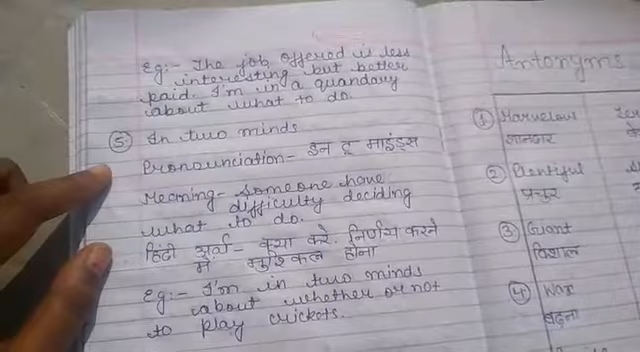 Eg:- The job offered is less
interesting but better
paid. I'm in a quandary
about what to do.
5 In two minds
Pronounciation- इन टू माइंड्स
Meaning- Someone have
difficulty deciding
what to do.
हिंदी अर्थ- क्या करे. निर्णय करने
में मुश्किल होना
Eg:- I'm in two minds
about whether or not
to play crickets.
Antonyms
1 Marvelous
शानदार
2
प्रचुर
3
विशाल
4 Wax
बढ़ना